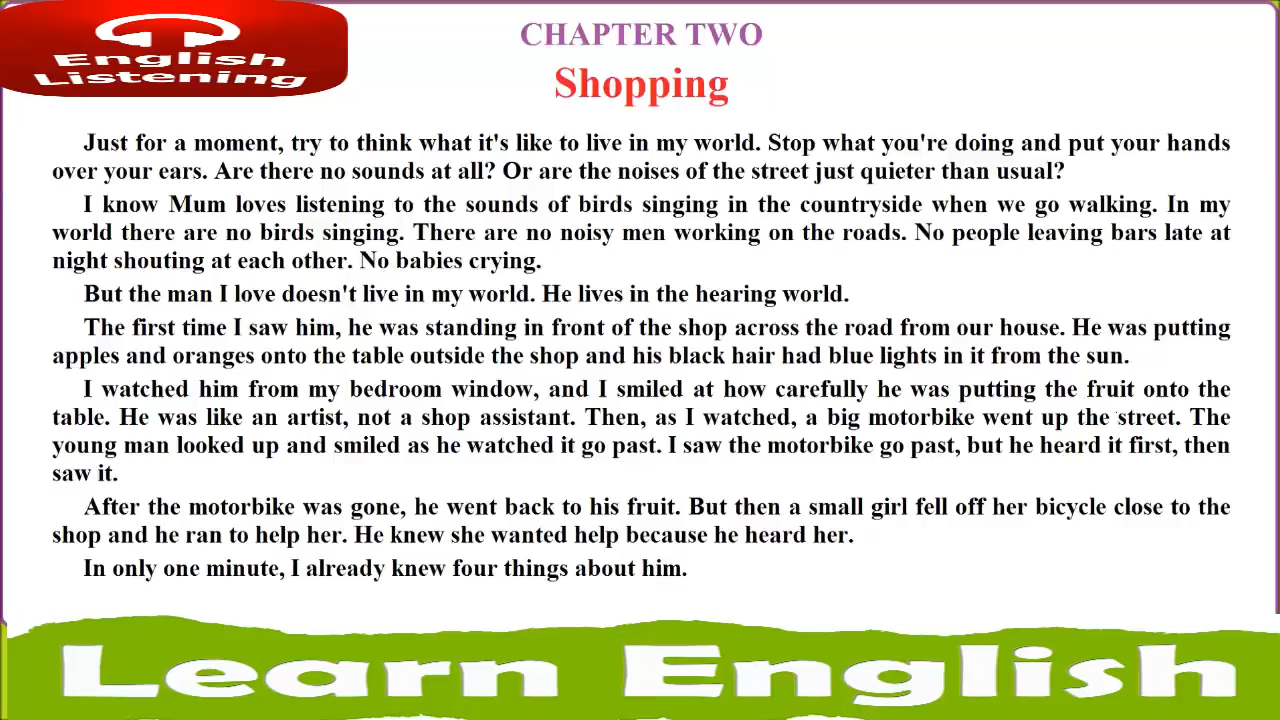 English
Listening
CHAPTER TWO
Shopping
Just for a moment, try to think what it's like to live in my world. Stop what you're doing and put your hands
over your ears. Are there no sounds at all? Or are the noises of the street just quieter than usual?
I know Mum loves listening to the sounds of birds singing in the countryside when we go walking. In my
world there are no birds singing. There are no noisy men working on the roads. No people leaving bars late at
night shouting at each other. No babies crying.
But the man I love doesn't live in my world. He lives in the hearing world.
The first time I saw him, he was standing in front of the shop across the road from our house. He was putting
apples and oranges onto the table outside the shop and his black hair had blue lights in it from the sun.
I watched him from my bedroom window, and I smiled at how carefully he was putting the fruit onto the
table. He was like an artist, not a shop assistant. Then, as I watched, a big motorbike went up the street. The
young man looked up and smiled as he watched it go past. I saw the motorbike go past, but he heard it first, then
saw it.
After the motorbike was gone, he went back to his fruit. But then a small girl fell off her bicycle close to the
shop and he ran to help her. He knew she wanted help because he heard her.
In only one minute, I already knew four things about him.
Learn English